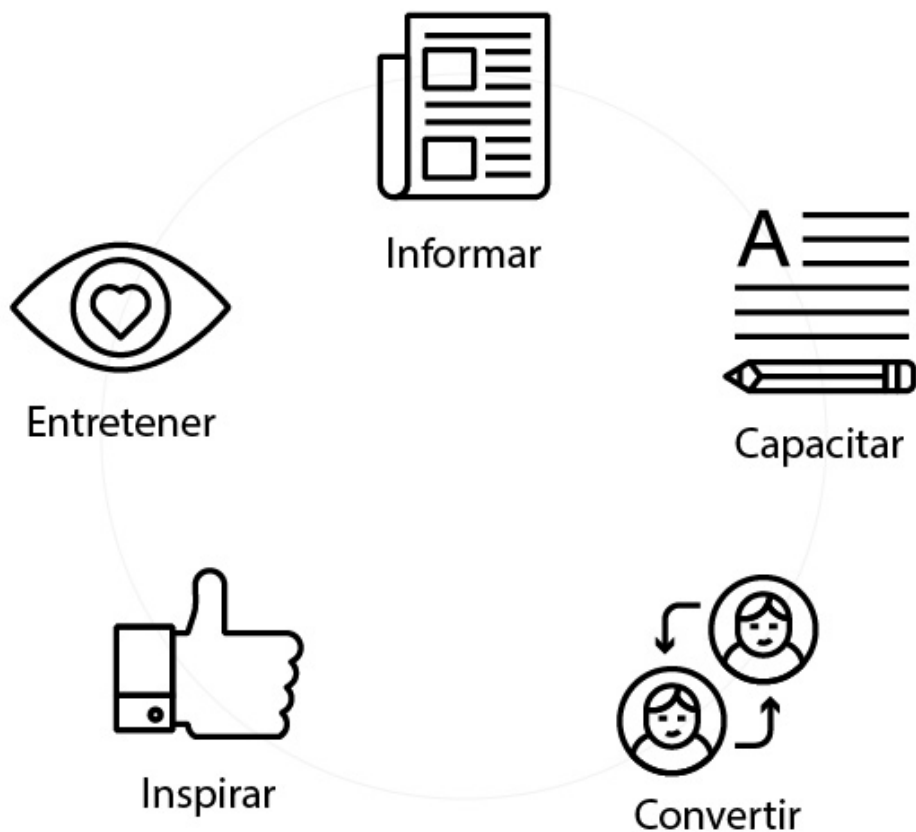 Informar
A
Entretener
Capacitar
Inspirar
Convertir